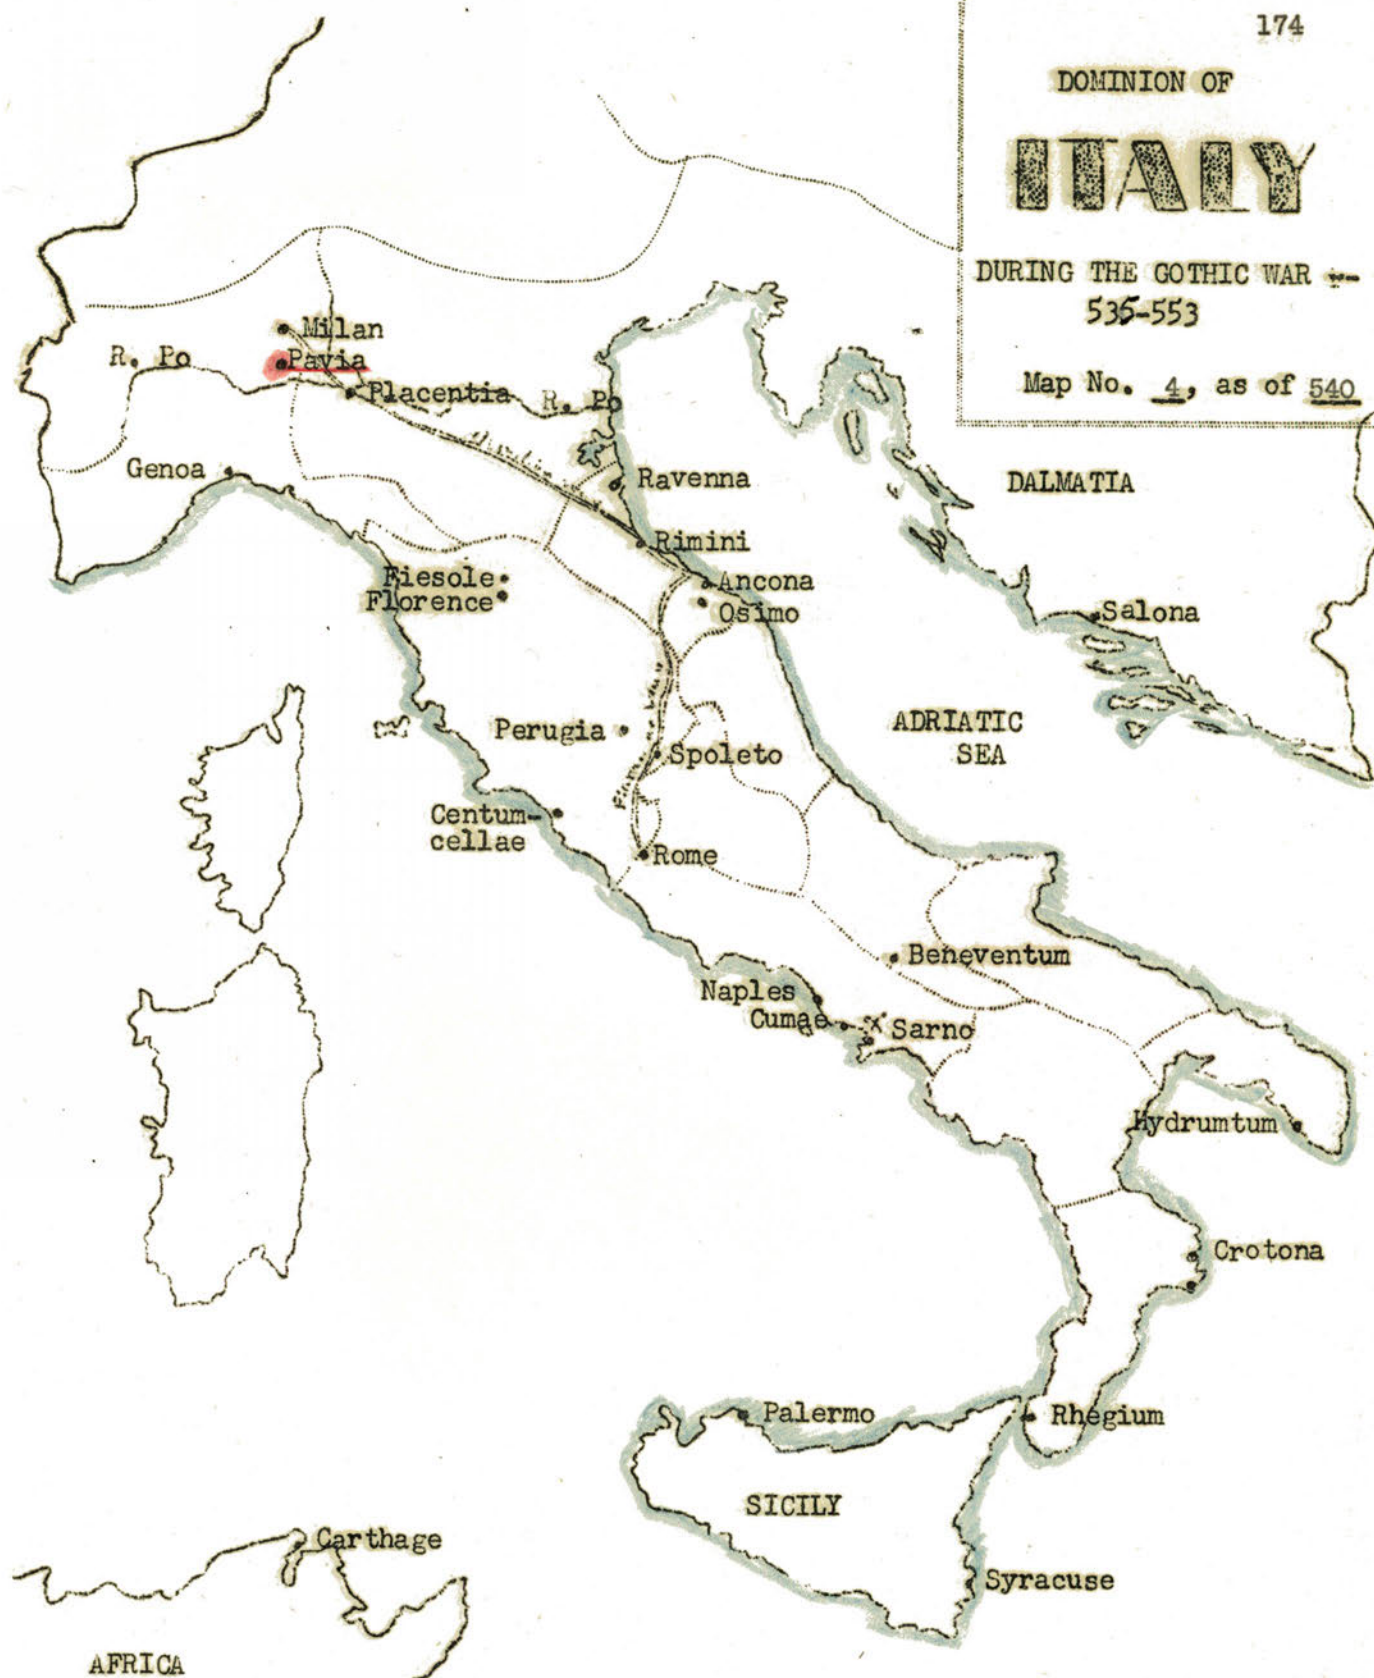 174
DOMINION OF
ITALY
DURING THE GOTHIC WAR --
535-553
Map No. 4, as of 540
Milan
R. Po
Pavia
Placentia
R. Po
Genoa
Ravenna
DALMATIA
Rimini
Fiesole
Ancona
Florence
Osimo
Salona
Perugia
ADRIATIC
SEA
Spoleto
Centum-
cellae
Rome
Beneventum
Naples
Cumae
X
Sarno
Hydrumtum
Crotona
Palermo
Rhegium
SICILY
Carthage
Syracuse
AFRICA